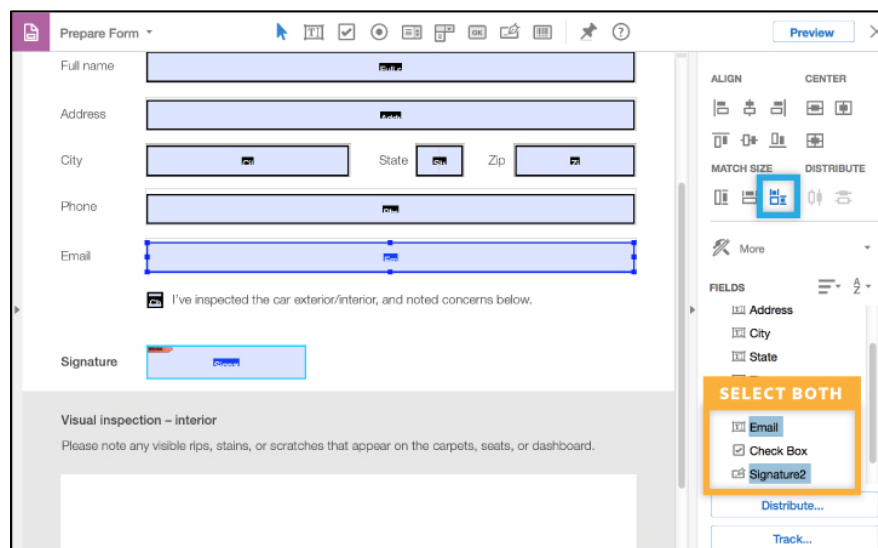 Prepare Form
Preview
Full name
Address
City
State
Zip
Phone
Email
I've inspected the car exterior/interior, and noted concerns below.
Signature
Visual inspection – interior
Please note any visible rips, stains, or scratches that appear on the carpets, seats, or dashboard.
ALIGN CENTER
MATCH SIZE DISTRIBUTE
More
FIELDS
Address
City
State
SELECT BOTH
Email
Check Box
Signature2
Distribute...
Track...